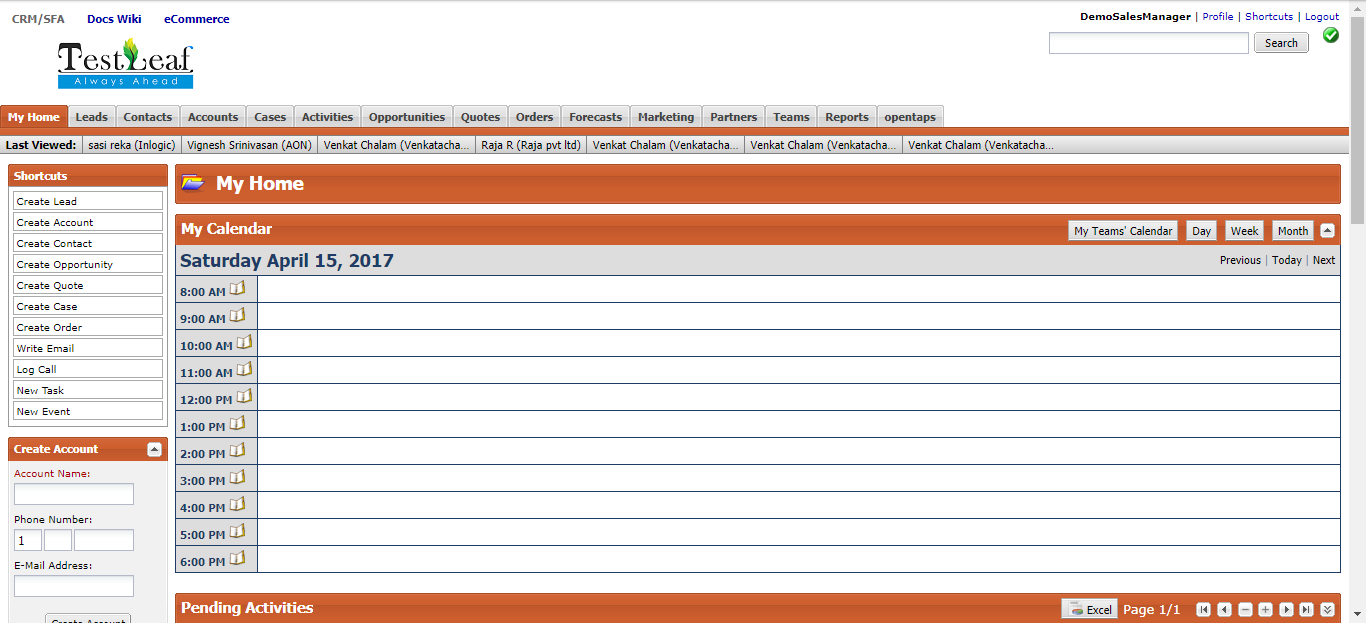 CRM/SFA Docs Wiki eCommerce
DemoSalesManager | Profile | Shortcuts | Logout
Search
TestLeaf
Always Ahead
My Home Leads Contacts Accounts Cases Activities Opportunities Quotes Orders Forecasts Marketing Partners Teams Reports opentaps
Last Viewed: sasi reka (Inlogic) Vignesh Srinivasan (AON) Venkat Chalam (Venkatacha... Raja R (Raja pvt ltd) Venkat Chalam (Venkatacha... Venkat Chalam (Venkatacha... Venkat Chalam (Venkatacha...
Shortcuts
Create Lead
Create Account
Create Contact
Create Opportunity
Create Quote
Create Case
Create Order
Write Email
Log Call
New Task
New Event
Create Account
Account Name:
Phone Number:
1
E-Mail Address:
Create Account
My Home
My Calendar My Teams' Calendar Day Week Month
Saturday April 15, 2017 Previous | Today | Next
8:00 AM
9:00 AM
10:00 AM
11:00 AM
12:00 PM
1:00 PM
2:00 PM
3:00 PM
4:00 PM
5:00 PM
6:00 PM
Pending Activities Excel Page 1/1